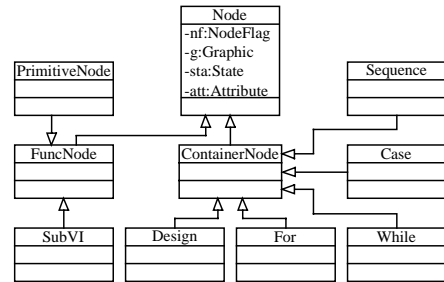 Node
-nf:NodeFlag
-g:Graphic
-sta:State
-att:Attribute
PrimitiveNode
Sequence
FuncNode
ContainerNode
Case
SubVI
Design
For
While